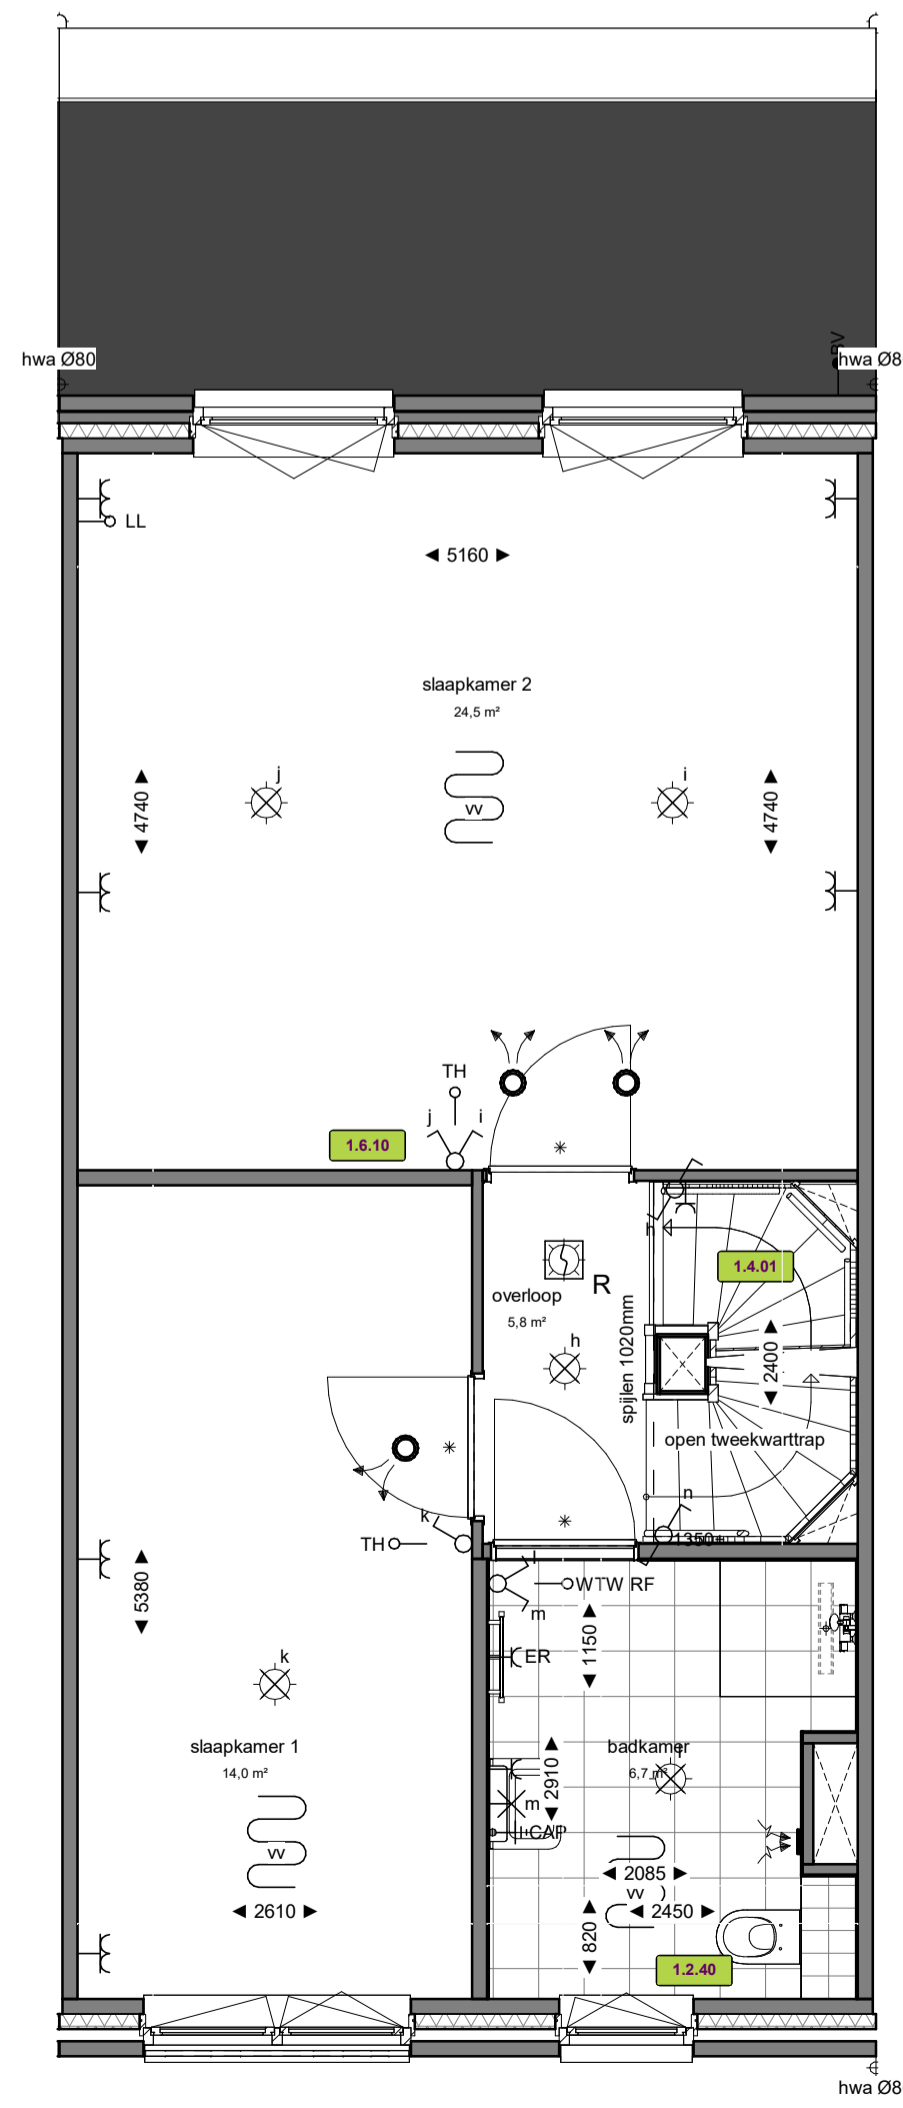 BV
hwa Ø80
hwa Ø8
LL
5160
slaapkamer 2
24,5 m²
j
i
vv
4740
4740
TH
j
i
1.6.10
h
1.4.01
R
overloop
5,8 m²
h
spijlen 1020mm
2400
open tweekwarttrap
k
n
TH
1350+
l
WTW RF
m
5380
1150
ER
k
slaapkamer 1
14,0 m²
badkamer
6,7 m²
l
2910
m
CAP
vv
2085
vv
2610
2450
820
1.2.40
hwa Ø8